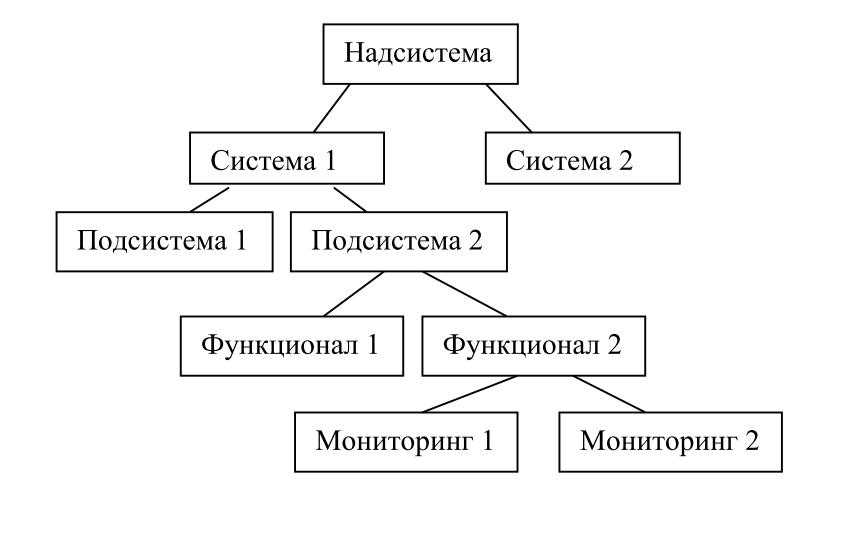 Надсистема
Система 1
Система 2
Подсистема 1
Подсистема 2
Функционал 1
Функционал 2
Мониторинг 1
Мониторинг 2